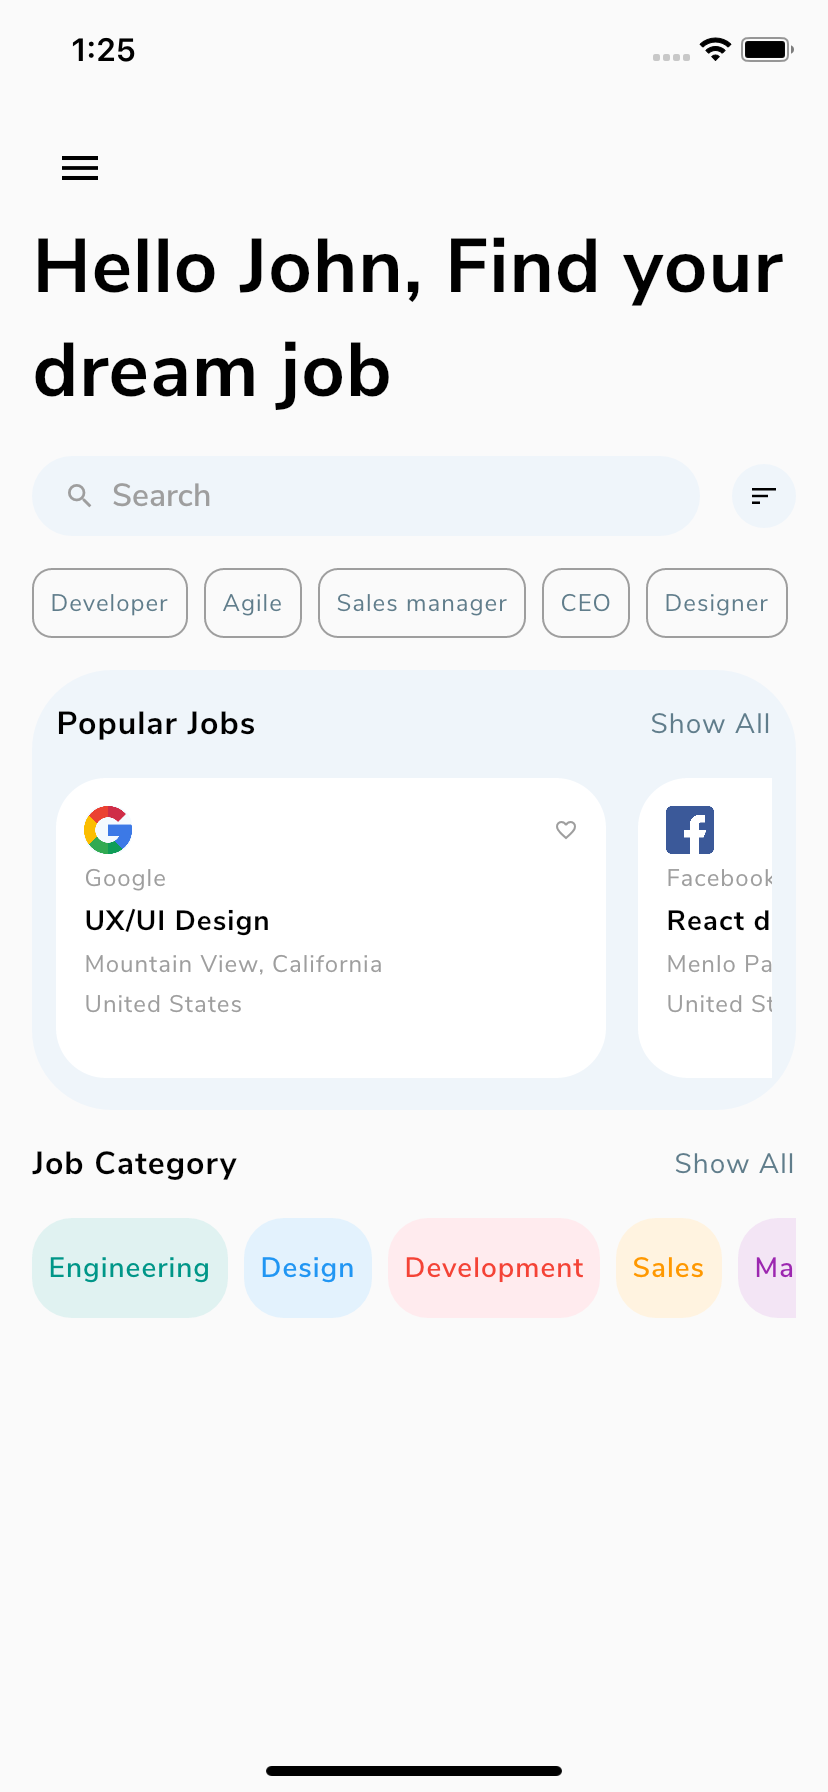 1:25
Hello John, Find your
dream job
Search
Developer Agile Sales manager CEO Designer
Popular Jobs Show All
Google Facebook
UX/UI Design React d
Mountain View, California Menlo Pa
United States United St
Job Category Show All
Engineering Design Development Sales Ma